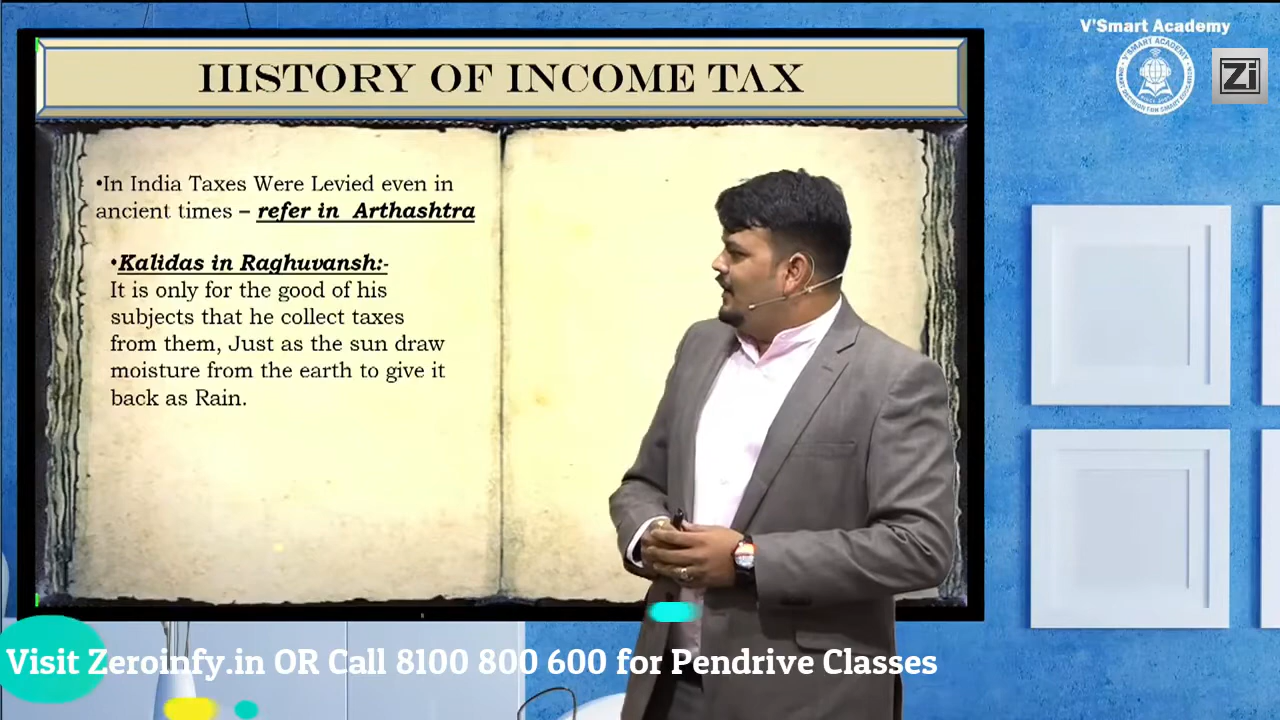 V'Smart Academy
HISTORY OF INCOME TAX
Zi
•In India Taxes Were Levied even in
ancient times – refer in Arthashtra
•Kalidas in Raghuvansh:-
It is only for the good of his
subjects that he collect taxes
from them, Just as the sun draw
moisture from the earth to give it
back as Rain.
Visit Zeroinfy.in OR Call 8100 800 600 for Pendrive Classes